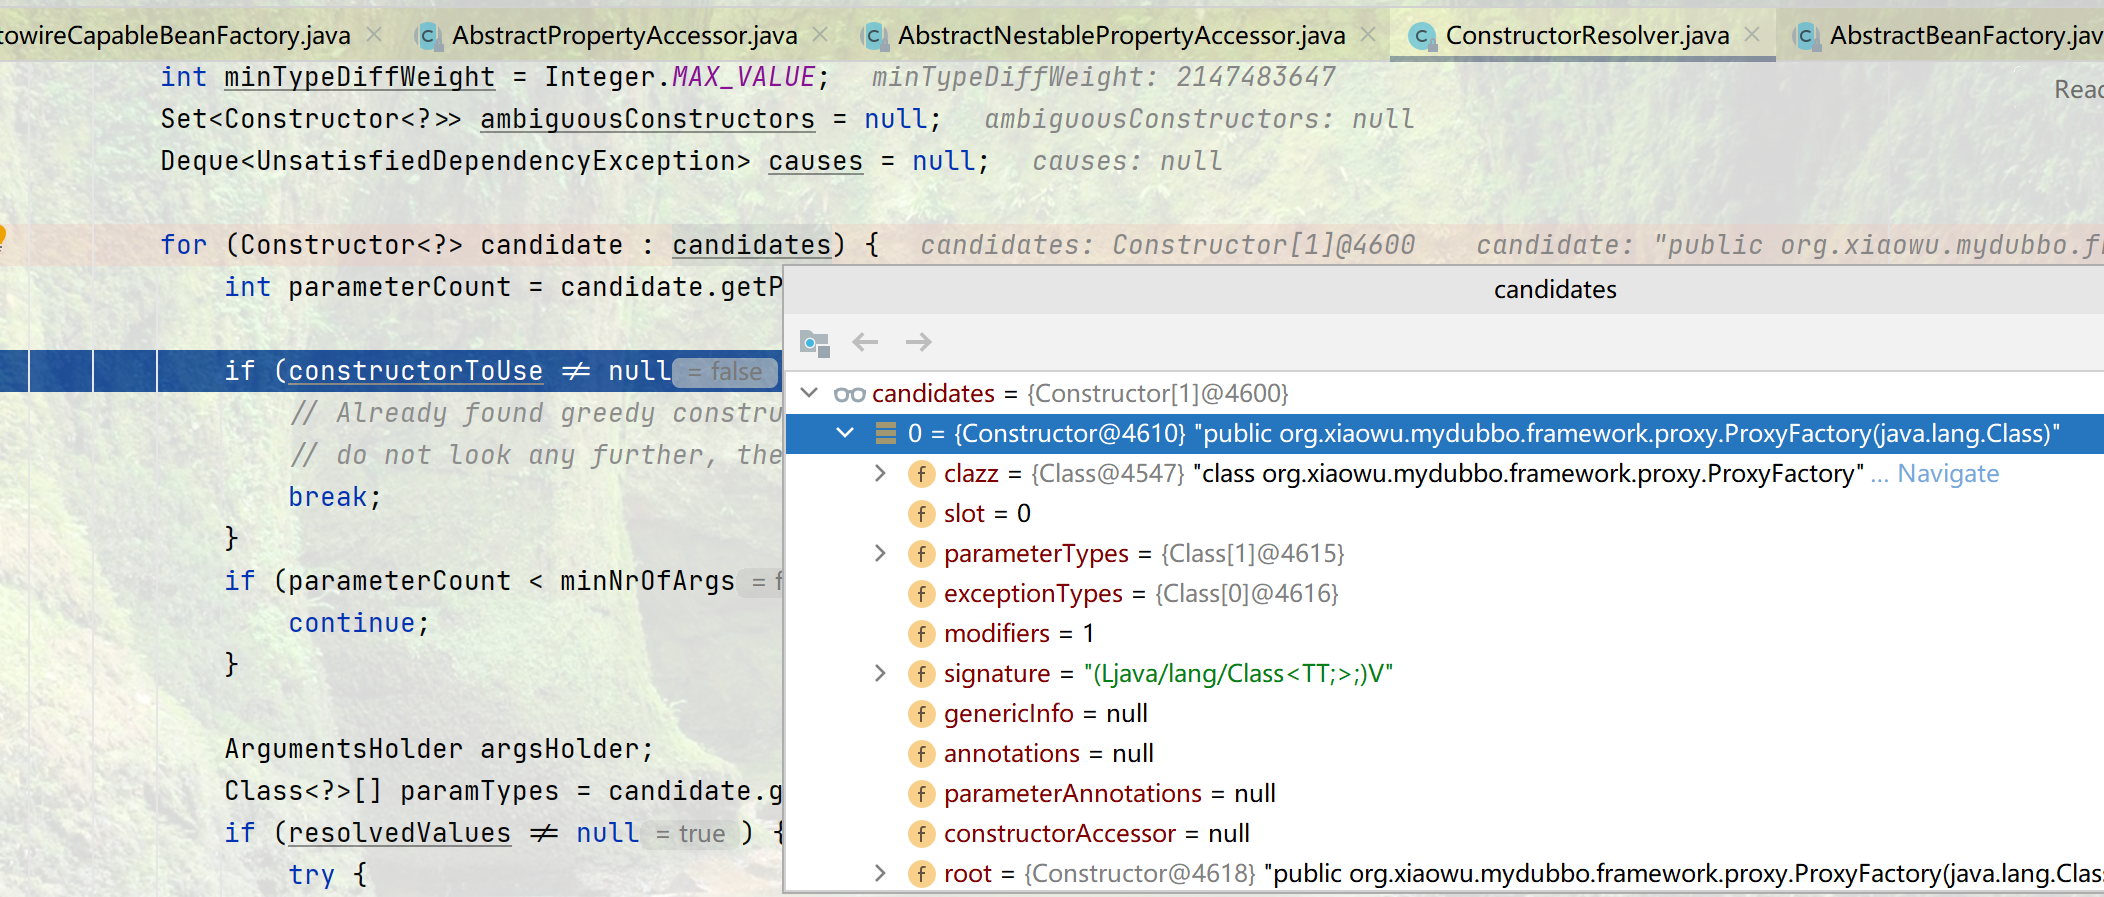 towireCapableBeanFactory.java AbstractPropertyAccessor.java AbstractNestablePropertyAccessor.java ConstructorResolver.java AbstractBeanFactory.jav
int minTypeDiffWeight = Integer.MAX_VALUE; minTypeDiffWeight: 2147483647
Reac
Set<Constructor<?>> ambiguousConstructors = null; ambiguousConstructors: null
Deque<UnsatisfiedDependencyException> causes = null; causes: null
for (Constructor<?> candidate : candidates) { candidates: Constructor[1]@4600 candidate: "public org.xiaowu.mydubbo.fr
int parameterCount = candidate.getP
if (constructorToUse ≠ null = false
// Already found greedy constru
// do not look any further, the
break;
}
if (parameterCount < minNrOfArgs = f
continue;
}
ArgumentsHolder argsHolder;
Class<?>[] paramTypes = candidate.g
if (resolvedValues ≠ null = true ) {
try {
candidates
candidates = {Constructor[1]@4600}
0 = {Constructor@4610} "public org.xiaowu.mydubbo.framework.proxy.ProxyFactory(java.lang.Class)"
clazz = {Class@4547} "class org.xiaowu.mydubbo.framework.proxy.ProxyFactory" ... Navigate
slot = 0
parameterTypes = {Class[1]@4615}
exceptionTypes = {Class[0]@4616}
modifiers = 1
signature = "(Ljava/lang/Class<TT;>;)V"
genericInfo = null
annotations = null
parameterAnnotations = null
constructorAccessor = null
root = {Constructor@4618} "public org.xiaowu.mydubbo.framework.proxy.ProxyFactory(java.lang.Class